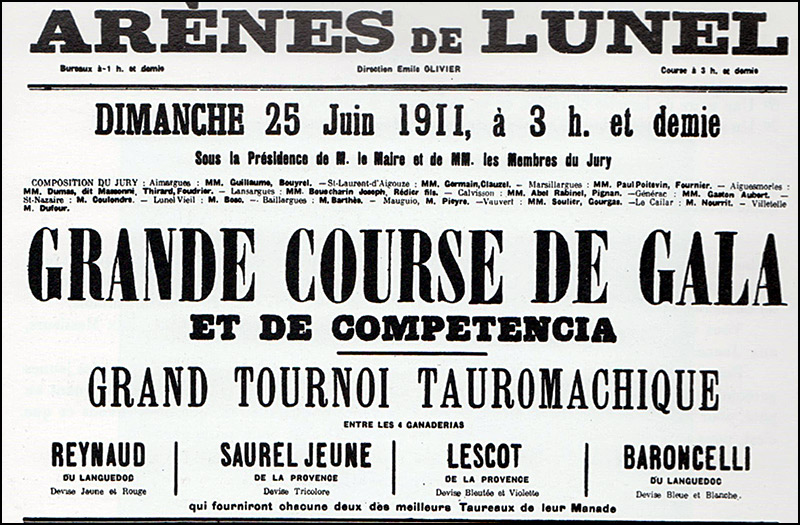 ARÈNES DE LUNEL
Bureaux à 1 h. et demie Direction Emile OLIVIER Course à 3 h. et demie
DIMANCHE 25 Juin 1911, à 3 h. et demie
Sous la Présidence de M. le Maire et de MM. les Membres du Jury
COMPOSITION DU JURY : Aimargues : MM. Guillaume, Bouyrel. — St-Laurent-d'Aigouze : MM. Germain, Clauzel. — Marsillargues : MM. Paul Poitevin, Fournier. — Aiguesmortes :
MM. Dumas, dit Massonni, Thirard, Foudrier. — Lansargues : MM. Boucharin Joseph, Rédier fils. — Calvisson : MM. Abel Rabinel, Pignan. — Générac : MM. Gaston Aubert. —
St-Nazaire : M. Coulondre. — Lunel Vieil : M. Bosc. — Baillargues : M. Barthès. — Mauguio, M. Pieyre. — Vauvert : MM. Soulier, Gourgas. — Le Cailar : M. Nourrit. — Villetelle
M. Dufour.
GRANDE COURSE DE GALA
ET DE COMPETENCIA
GRAND TOURNOI TAUROMACHIQUE
ENTRE LES 4 GANADERIAS
REYNAUD SAUREL JEUNE LESCOT BARONCELLI
DU LANGUEDOC DE LA PROVENCE DE LA PROVENCE DU LANGUEDOC
Devise Jaune et Rouge Devise Tricolore Devise Bleutée et Violette Devise Bleue et Blanche
qui fourniront chacune deux des meilleurs Taureaux de leur Manade